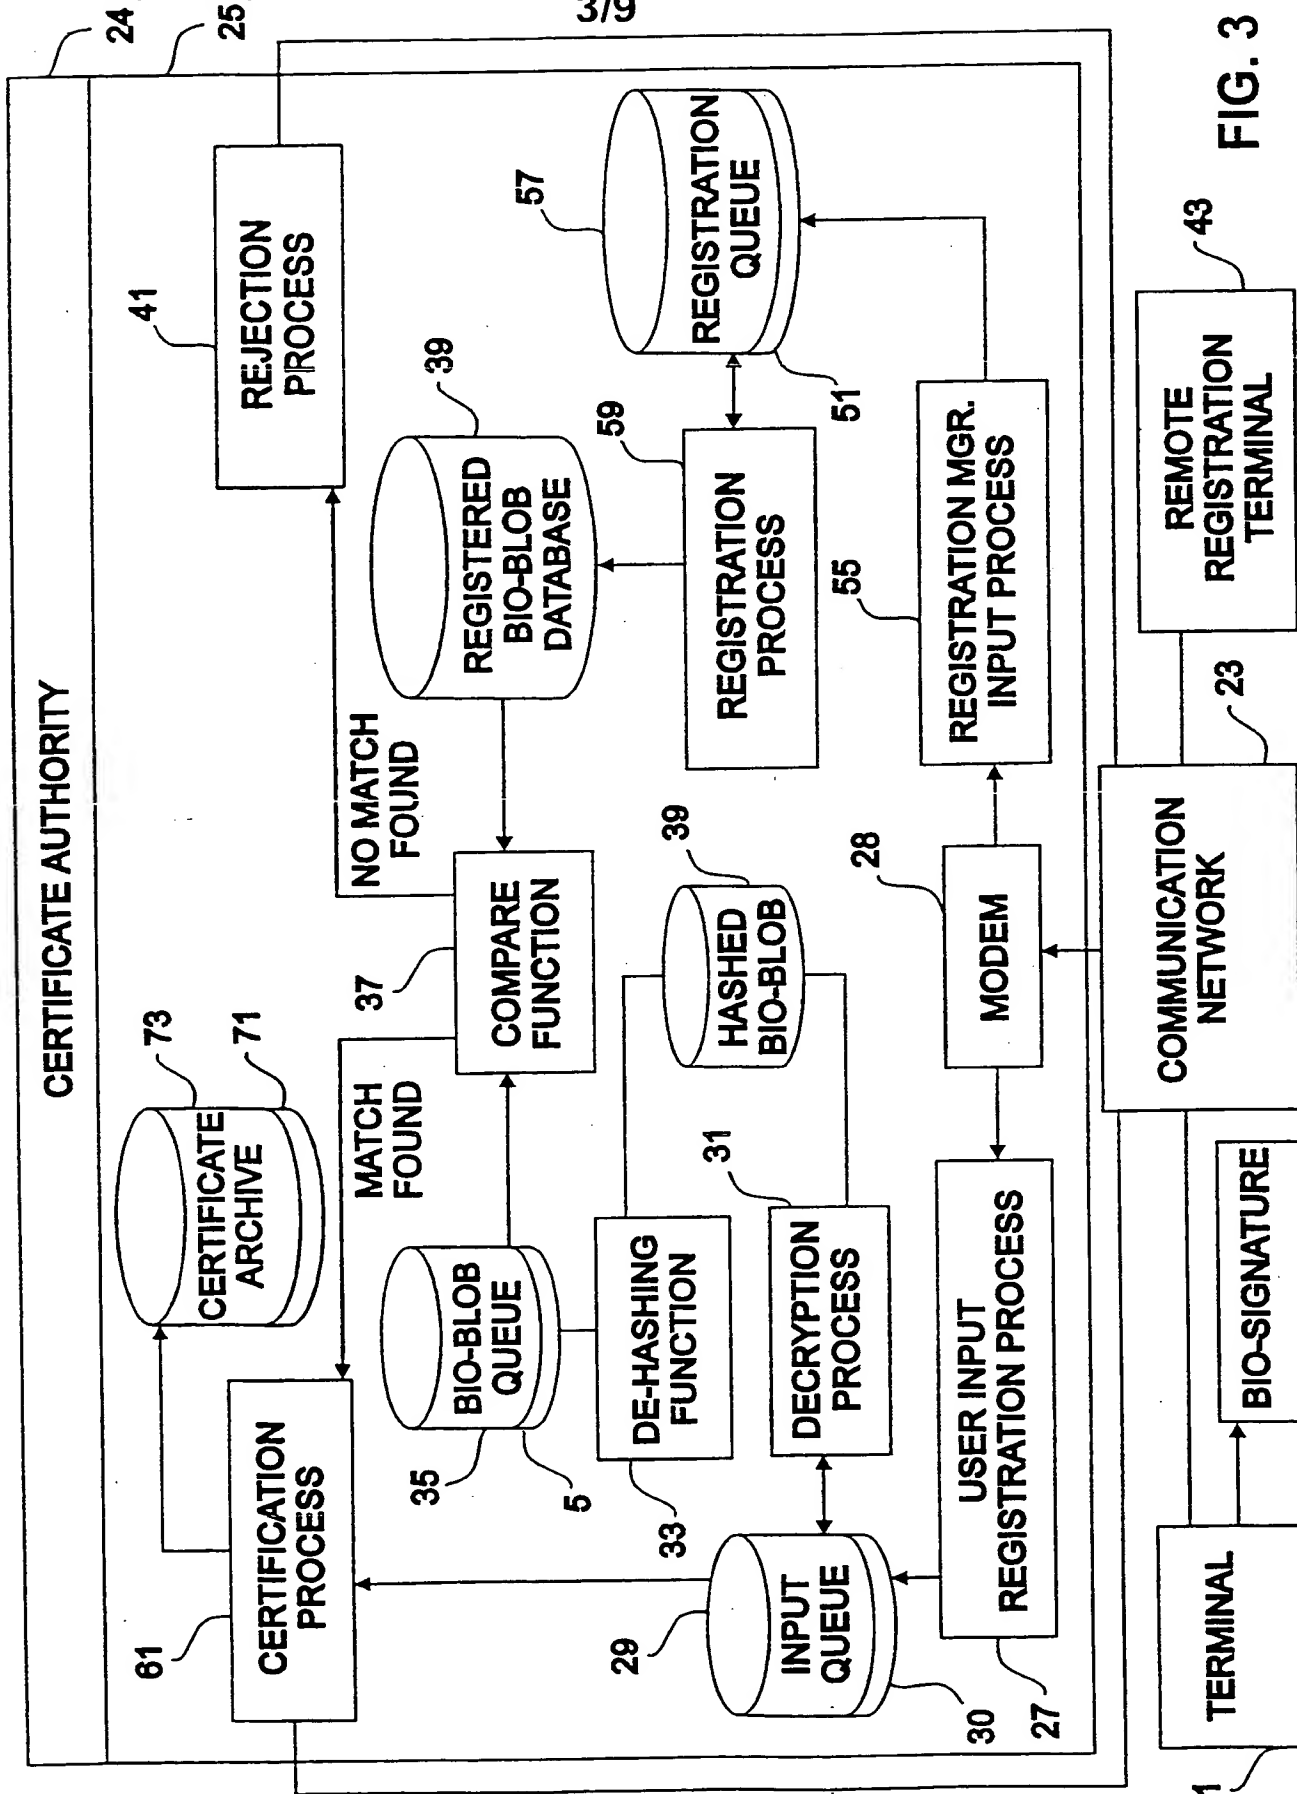 3/9
CERTIFICATE AUTHORITY
24
25
61
CERTIFICATION
PROCESS
73
CERTIFICATE
ARCHIVE
71
41
REJECTION
PROCESS
MATCH
FOUND
NO MATCH
FOUND
35
BIO-BLOB
QUEUE
5
37
COMPARE
FUNCTION
39
REGISTERED
BIO-BLOB
DATABASE
57
REGISTRATION
QUEUE
51
33
DE-HASHING
FUNCTION
39
HASHED
BIO-BLOB
59
REGISTRATION
PROCESS
29
INPUT
QUEUE
30
31
DECRYPTION
PROCESS
27
USER INPUT
REGISTRATION PROCESS
28
MODEM
55
REGISTRATION MGR.
INPUT PROCESS
TERMINAL
BIO-SIGNATURE
COMMUNICATION
NETWORK
23
REMOTE
REGISTRATION
TERMINAL
43
FIG. 3